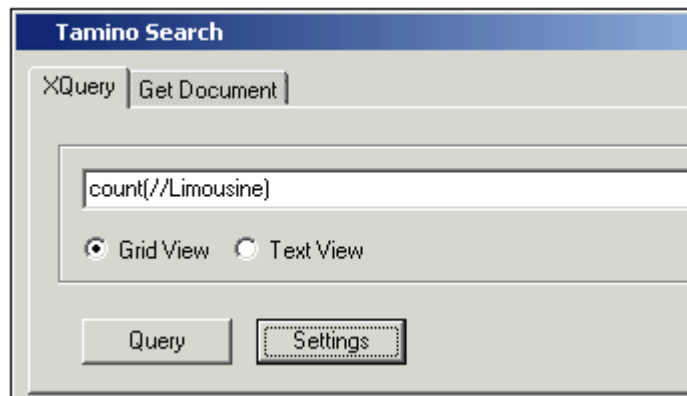 Tamino Search
XQuery Get Document
count(//Limousine)
Grid View Text View
Query Settings